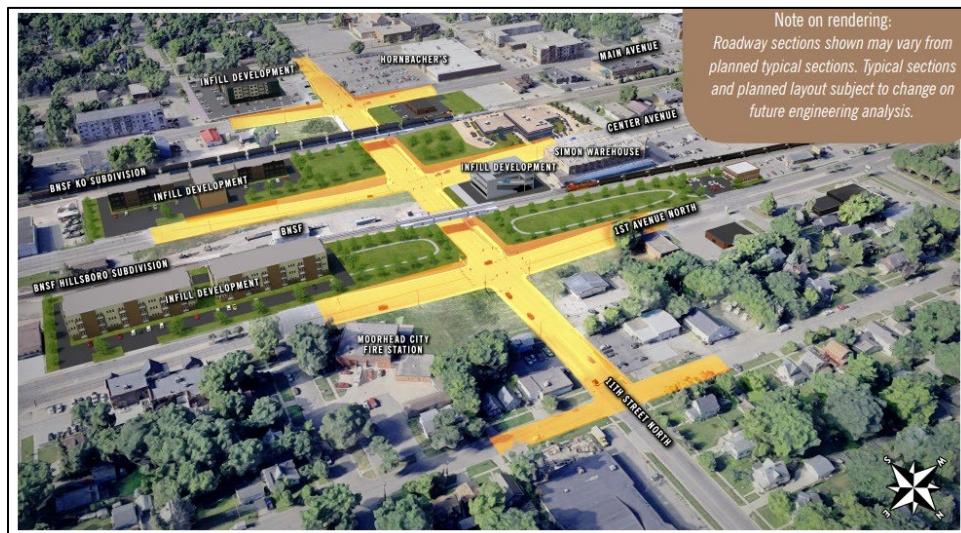 Note on rendering:
Roadway sections shown may vary from
planned typical sections. Typical sections
and planned layout subject to change on
future engineering analysis.
HORNBACHER'S
MAIN AVENUE
INFILL DEVELOPMENT
CENTER AVENUE
SIMON WAREHOUSE
INFILL DEVELOPMENT
BNSF KO SUBDIVISION
INFILL DEVELOPMENT
1ST AVENUE NORTH
BNSF
BNSF HILLSBORO SUBDIVISION
INFILL DEVELOPMENT
MOORHEAD CITY
FIRE STATION
11TH STREET NORTH
S
W
E
N